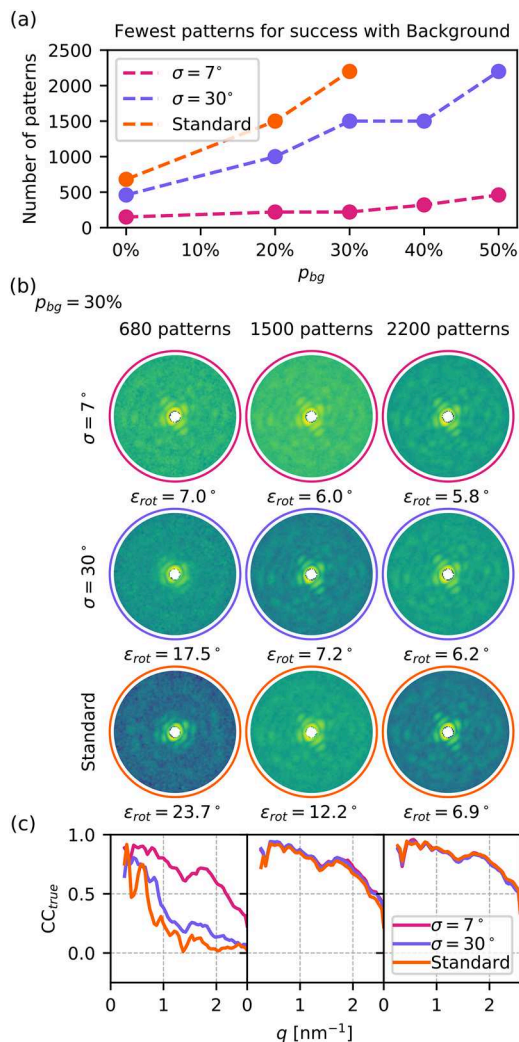 (a)
Fewest patterns for success with Background
2500
2000
1500
1000
500
0
Number of patterns
σ = 7°
σ = 30°
Standard
0%
10%
20%
30%
40%
50%
p_bg
(b)
p_bg = 30%
680 patterns
1500 patterns
2200 patterns
σ = 7°
ε_rot = 7.0°
ε_rot = 6.0°
ε_rot = 5.8°
σ = 30°
ε_rot = 17.5°
ε_rot = 7.2°
ε_rot = 6.2°
Standard
ε_rot = 23.7°
ε_rot = 12.2°
ε_rot = 6.9°
(c)
1.0
0.5
0.0
CC_true
σ = 7°
σ = 30°
Standard
0
1
2
0
1
2
0
1
2
q [nm⁻¹]